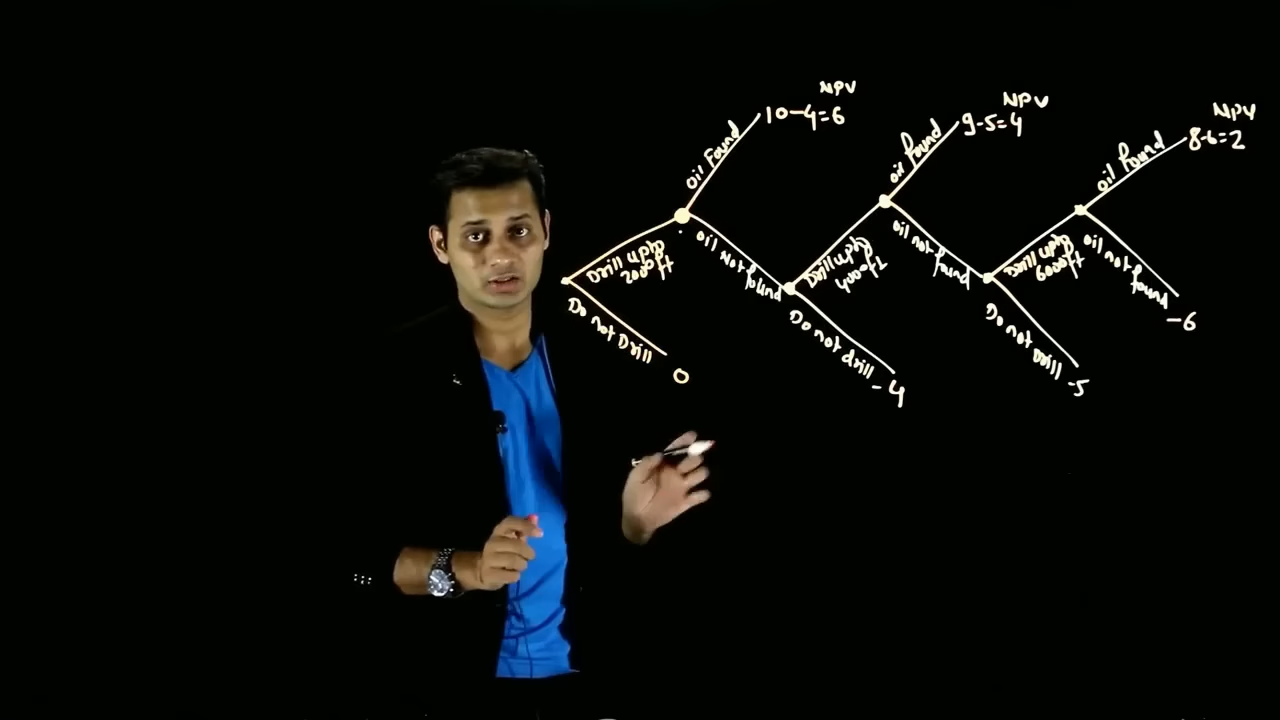 NPV
10-4=6
Oil Found
Drill upto
2000ft
Do not Drill
0
Oil Not found
NPV
9-5=4
Oil found
Drill upto
4000ft
Do not drill
-4
Oil not found
NPV
8-6=2
Oil found
Drill upto
6000ft
Do not Drill
-5
Oil not found
-6